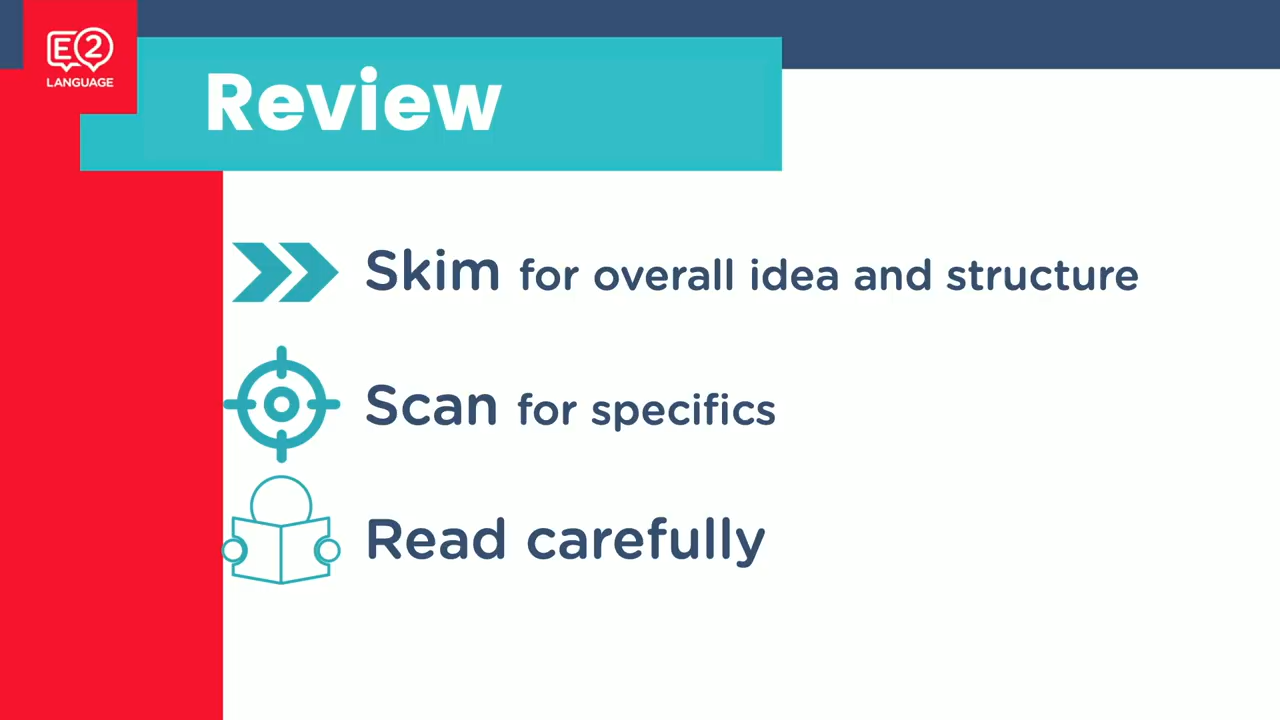 E2
LANGUAGE
Review
Skim for overall idea and structure
Scan for specifics
Read carefully